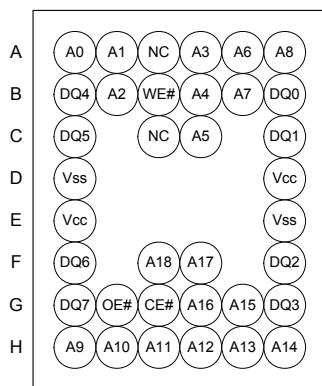 A A0 A1 NC A3 A6 A8
B DQ4 A2 WE# A4 A7 DQ0
C DQ5 NC A5 DQ1
D Vss Vcc
E Vcc Vss
F DQ6 A18 A17 DQ2
G DQ7 OE# CE# A16 A15 DQ3
H A9 A10 A11 A12 A13 A14